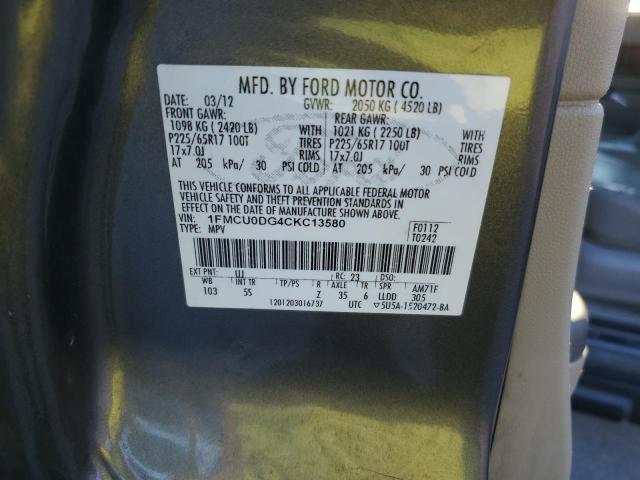 MFD. BY FORD MOTOR CO.
DATE: 03/12 GVWR: 2050 KG ( 4520 LB)
FRONT GAWR: REAR GAWR:
1098 KG ( 2420 LB) WITH 1021 KG ( 2250 LB) WITH
P225/65R17 100T TIRES P225/65R17 100T TIRES
17x7.0J RIMS 17x7.0J RIMS
AT 205 kPa/ 30 PSI COLD AT 205 kPa/ 30 PSI COLD
THIS VEHICLE CONFORMS TO ALL APPLICABLE FEDERAL MOTOR
VEHICLE SAFETY AND THEFT PREVENTION STANDARDS IN
EFFECT ON THE DATE OF MANUFACTURE SHOWN ABOVE.
VIN: 1FMCU0DG4CKC13580 F0112
TYPE: MPV T0242
EXT PNT: UJ RC: 23 DSO:
WB INT TR TP/PS R AXLE TR SPR AM71F
103 5S Z 35 6 LLDD 305
1201203016737 UTC ▽5U5A-1520472-BA